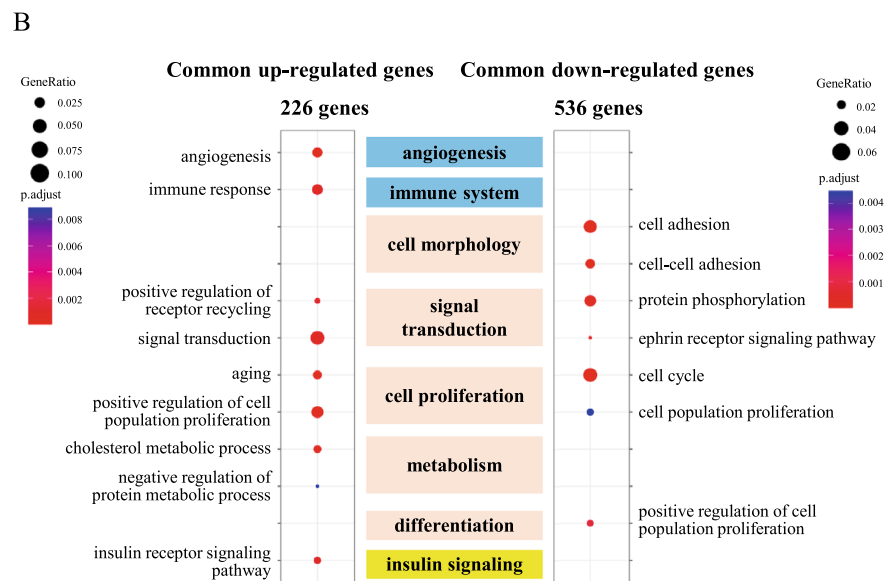 B
Common up-regulated genes
Common down-regulated genes
226 genes
536 genes
GeneRatio
0.025
0.050
0.075
0.100
p.adjust
0.008
0.006
0.004
0.002
angiogenesis
immune response
positive regulation of
receptor recycling
signal transduction
aging
positive regulation of cell
population proliferation
cholesterol metabolic process
negative regulation of
protein metabolic process
insulin receptor signaling
pathway
angiogenesis
immune system
cell morphology
signal
transduction
cell proliferation
metabolism
differentiation
insulin signaling
cell adhesion
cell-cell adhesion
protein phosphorylation
ephrin receptor signaling pathway
cell cycle
cell population proliferation
positive regulation of cell
population proliferation
GeneRatio
0.02
0.04
0.06
p.adjust
0.004
0.003
0.002
0.001